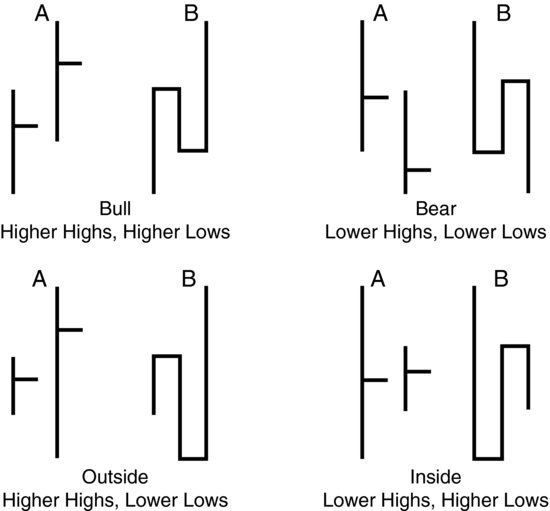 A B
Bull
Higher Highs, Higher Lows
A B
Bear
Lower Highs, Lower Lows
A B
Outside
Higher Highs, Lower Lows
A B
Inside
Lower Highs, Higher Lows